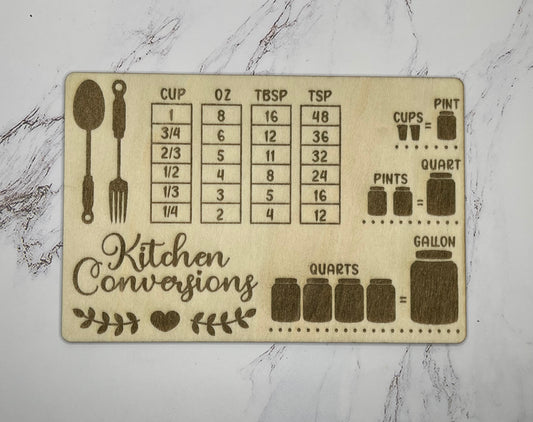 CUP OZ TBSP TSP
1 8 16 48
3/4 6 12 36
2/3 5 11 32
1/2 4 8 24
1/3 3 5 16
1/4 2 4 12
PINT
CUPS =
QUART
PINTS =
GALLON
QUARTS =
Kitchen
Conversions